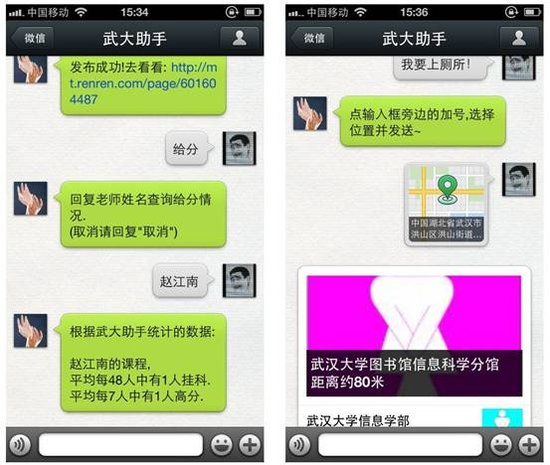 中国移动 15:34
微信 武大助手
发布成功!去看看: http://m
t.renren.com/page/601604
4487
给分
回复老师姓名查询给分情
况.
(取消请回复"取消")
赵江南
根据武大助手统计的数据:
赵江南的课程,
平均每48人中有1人挂科.
平均每7人中有1人高分.
中国移动 15:36
微信 武大助手
我要上厕所!
点输入框旁边的加号,选择
位置并发送~
中国湖北省武汉市
洪山区洪山街道...
武汉大学图书馆信息科学分馆
距离约80米
武汉大学信息学部